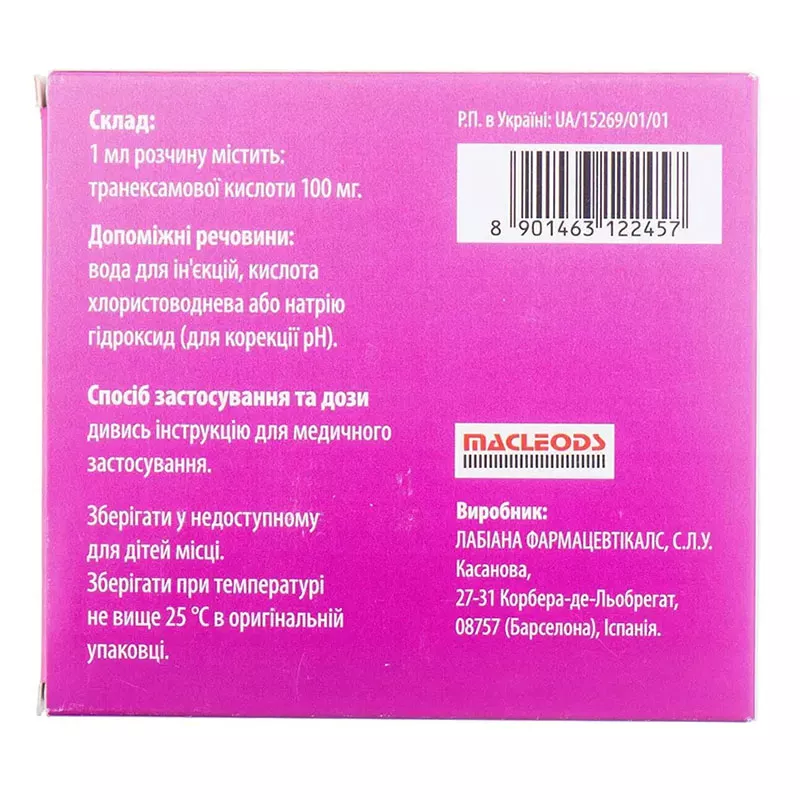 Склад:
1 мл розчину містить:
транексамової кислоти 100 мг.
Допоміжні речовини:
вода для ін'єкцій, кислота
хлористоводнева або натрію
гідроксид (для корекції pH).
Спосіб застосування та дози
дивись інструкцію для медичного
застосування.
Зберігати у недоступному
для дітей місці.
Зберігати при температурі
не вище 25 °C в оригінальній
упаковці.
Р.П. в Україні: UA/15269/01/01
8 901463 122457
MACLEODS
Виробник:
ЛАБІАНА ФАРМАЦЕВТІКАЛС, С.Л.У.
Касанова,
27-31 Корбера-де-Льобрегат,
08757 (Барселона), Іспанія.